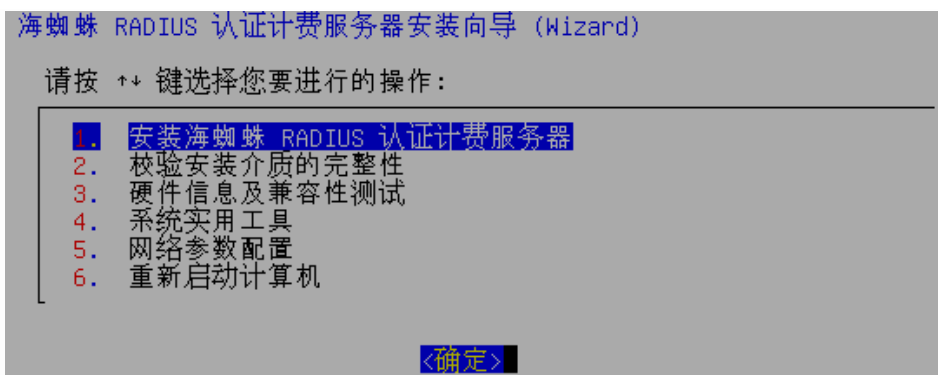 海蜘蛛 RADIUS 认证计费服务器安装向导 (Wizard)
请按 ↑↓ 键选择您要进行的操作:
1. 安装海蜘蛛 RADIUS 认证计费服务器
2. 校验安装介质的完整性
3. 硬件信息及兼容性测试
4. 系统实用工具
5. 网络参数配置
6. 重新启动计算机
<确定>